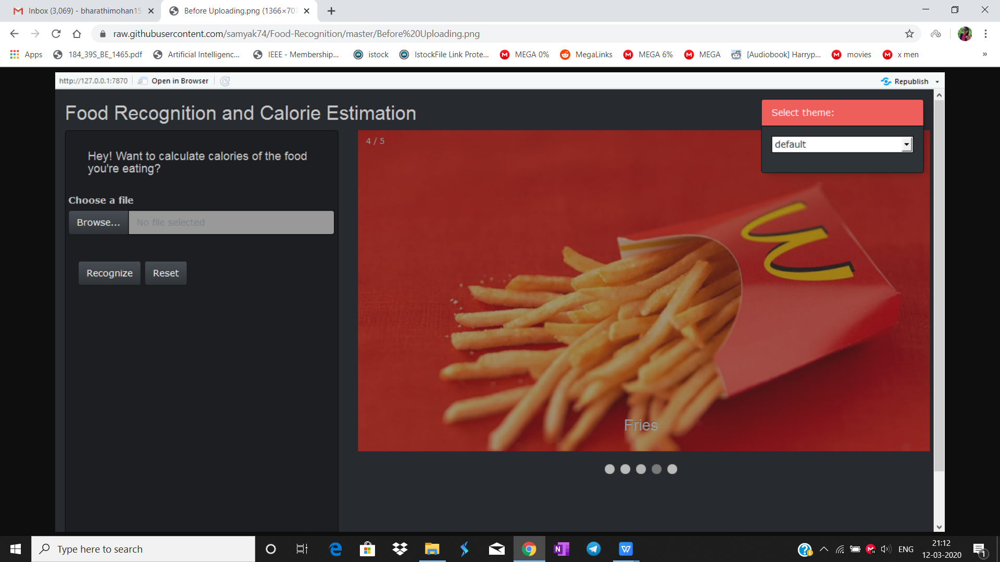 Inbox (3,069) - bharathimohan15
Before Uploading.png (1366×707
raw.githubusercontent.com/samyak74/Food-Recognition/master/Before%20Uploading.png
Apps
184_39S_BE_1465.pdf
Artificial Intelligenc...
IEEE - Membership...
istock
IstockFile Link Prote...
MEGA 0%
MegaLinks
MEGA 6%
MEGA
[Audiobook] Harryp...
movies
x men
»
http://127.0.0.1:7870
Open in Browser
Republish
Food Recognition and Calorie Estimation
Select theme:
default
Hey! Want to calculate calories of the food
you're eating?
Choose a file
Browse...
No file selected
Recognize
Reset
4 / 5
Fries
Type here to search
ENG
21:12
12-03-2020
1